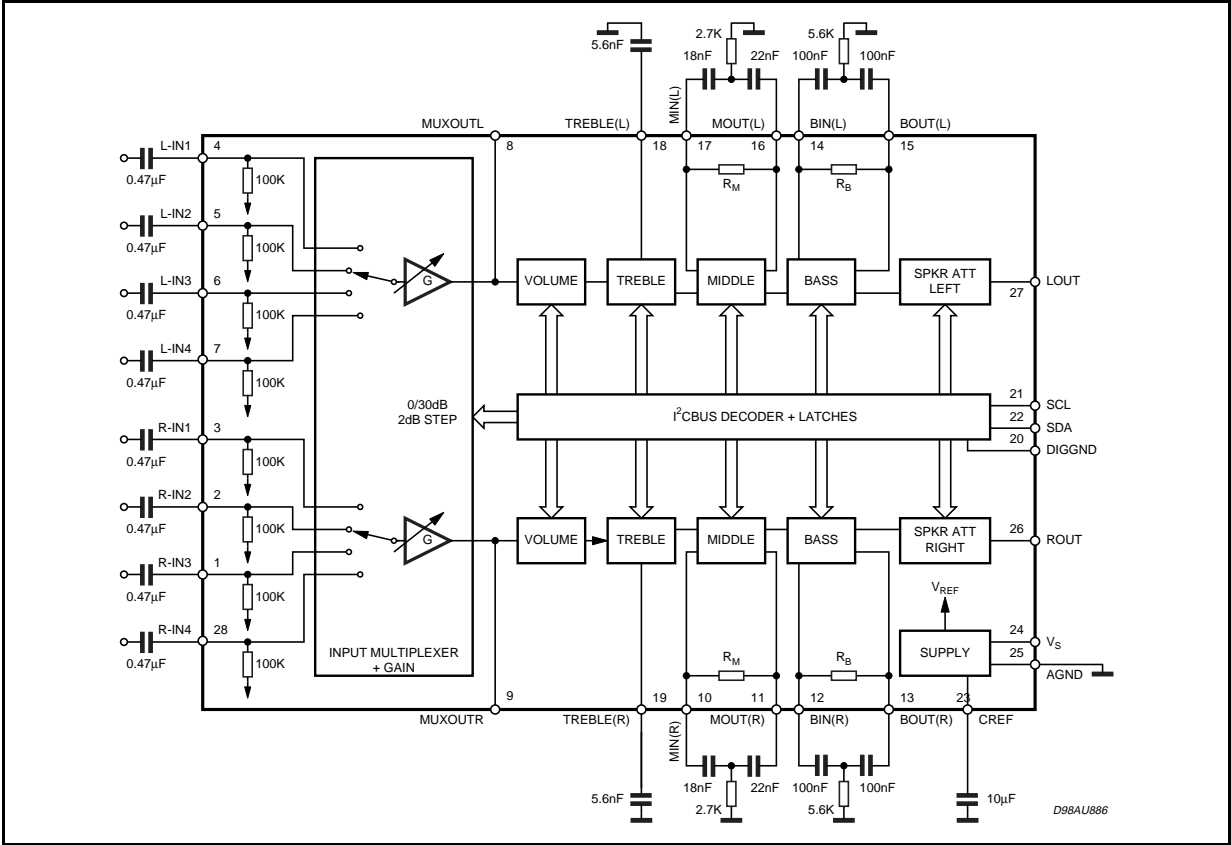 5.6nF
2.7K
18nF
22nF
5.6K
100nF
100nF
MUXOUTL
TREBLE(L)
MIN(L)
MOUT(L)
BIN(L)
BOUT(L)
8
18
17
16
14
15
L-IN1
4
0.47μF
100K
R_M
R_B
L-IN2
5
0.47μF
100K
L-IN3
6
0.47μF
100K
G
VOLUME
TREBLE
MIDDLE
BASS
SPKR ATT
LEFT
27
LOUT
L-IN4
7
0.47μF
100K
0/30dB
2dB STEP
I²CBUS DECODER + LATCHES
21
SCL
22
SDA
20
DIGGND
R-IN1
3
0.47μF
100K
R-IN2
2
0.47μF
100K
R-IN3
1
0.47μF
100K
G
VOLUME
TREBLE
MIDDLE
BASS
SPKR ATT
RIGHT
26
ROUT
V_REF
R-IN4
28
0.47μF
100K
INPUT MULTIPLEXER
+ GAIN
R_M
R_B
SUPPLY
24
V_S
25
AGND
9
19
10
11
12
13
23
MUXOUTR
TREBLE(R)
MIN(R)
MOUT(R)
BIN(R)
BOUT(R)
CREF
5.6nF
18nF
22nF
2.7K
100nF
100nF
5.6K
10μF
D98AU886